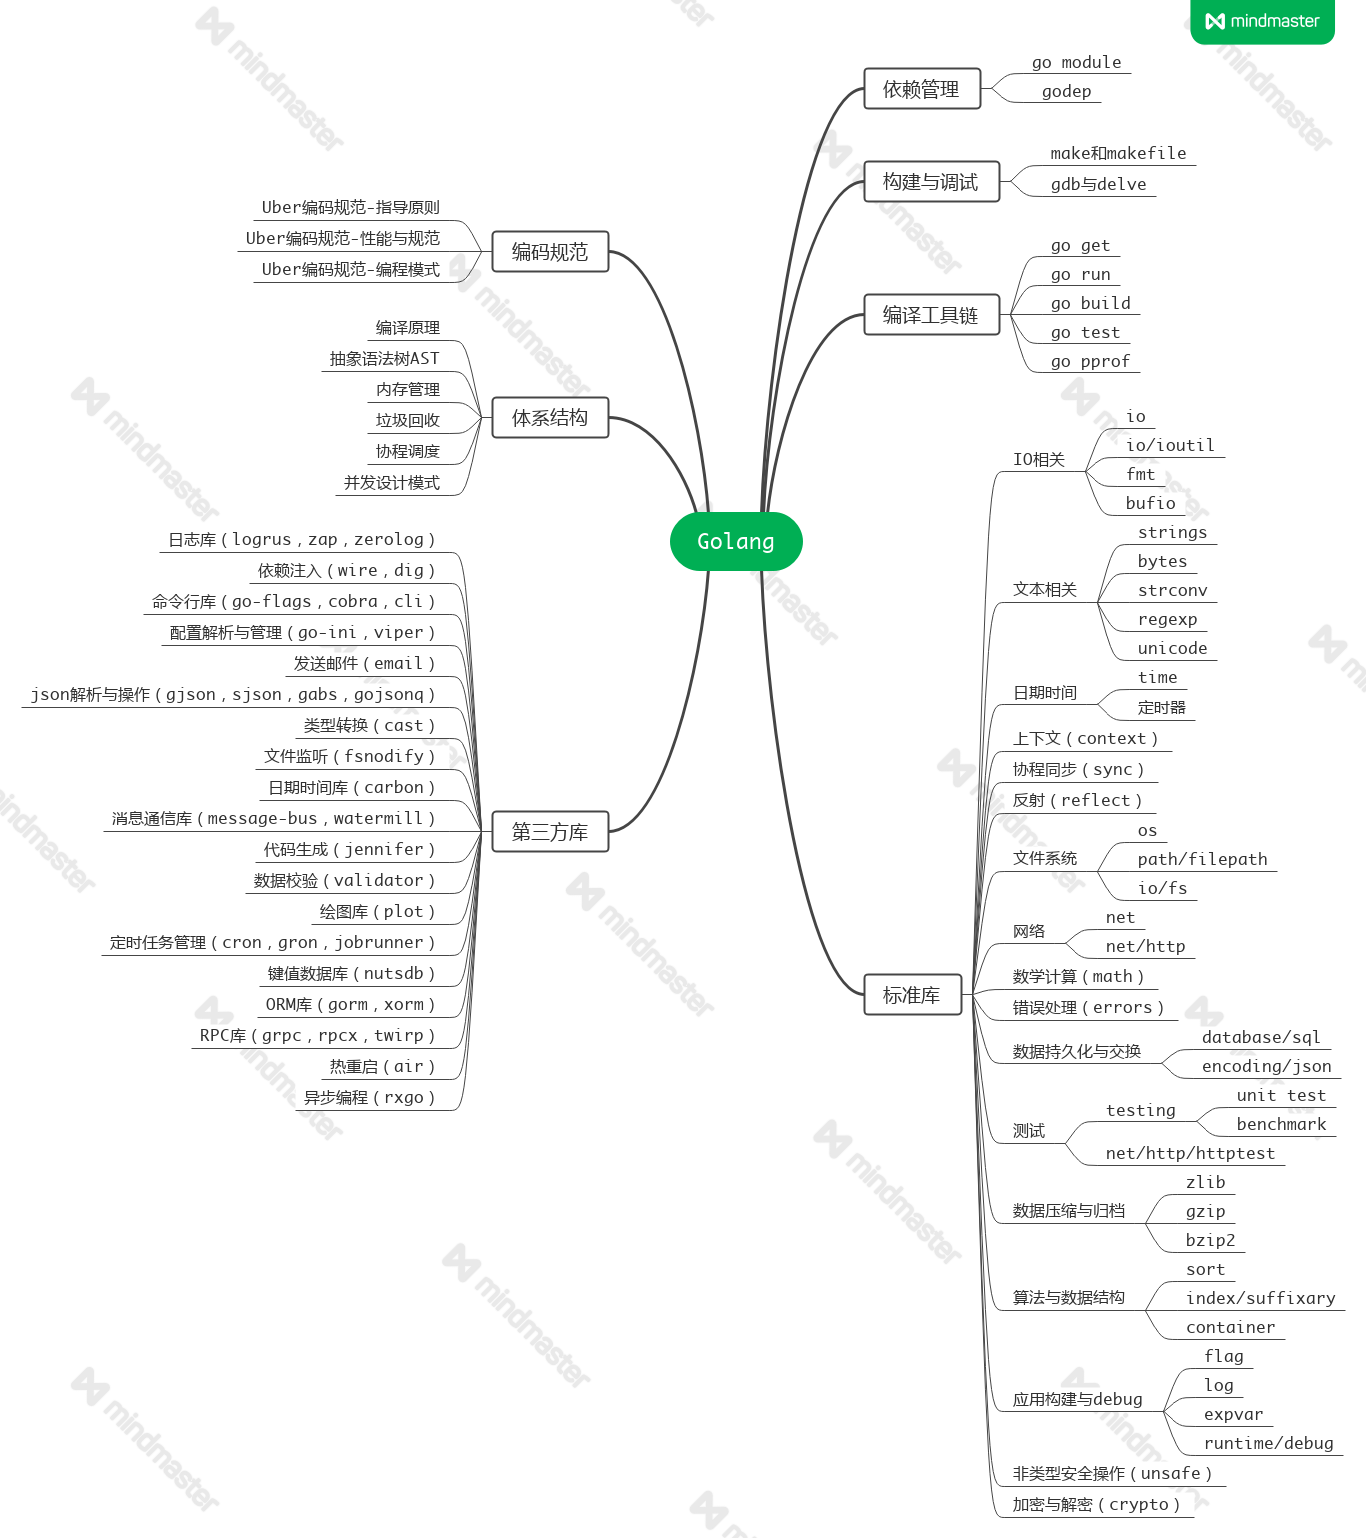 mindmaster
Golang
依赖管理
go module
godep
构建与调试
make和makefile
gdb与delve
编译工具链
go get
go run
go build
go test
go pprof
标准库
IO相关
io
io/ioutil
fmt
bufio
文本相关
strings
bytes
strconv
regexp
unicode
日期时间
time
定时器
上下文（context）
协程同步（sync）
反射（reflect）
文件系统
os
path/filepath
io/fs
网络
net
net/http
数学计算（math）
错误处理（errors）
数据持久化与交换
database/sql
encoding/json
测试
testing
unit test
benchmark
net/http/httptest
数据压缩与归档
zlib
gzip
bzip2
算法与数据结构
sort
index/suffixary
container
应用构建与debug
flag
log
expvar
runtime/debug
非类型安全操作（unsafe）
加密与解密（crypto）
编码规范
Uber编码规范-指导原则
Uber编码规范-性能与规范
Uber编码规范-编程模式
体系结构
编译原理
抽象语法树AST
内存管理
垃圾回收
协程调度
并发设计模式
第三方库
日志库（logrus，zap，zerolog）
依赖注入（wire，dig）
命令行库（go-flags，cobra，cli）
配置解析与管理（go-ini，viper）
发送邮件（email）
json解析与操作（gjson，sjson，gabs，gojsonq）
类型转换（cast）
文件监听（fsnodify）
日期时间库（carbon）
消息通信库（message-bus，watermill）
代码生成（jennifer）
数据校验（validator）
绘图库（plot）
定时任务管理（cron，gron，jobrunner）
键值数据库（nutsdb）
ORM库（gorm，xorm）
RPC库（grpc，rpcx，twirp）
热重启（air）
异步编程（rxgo）